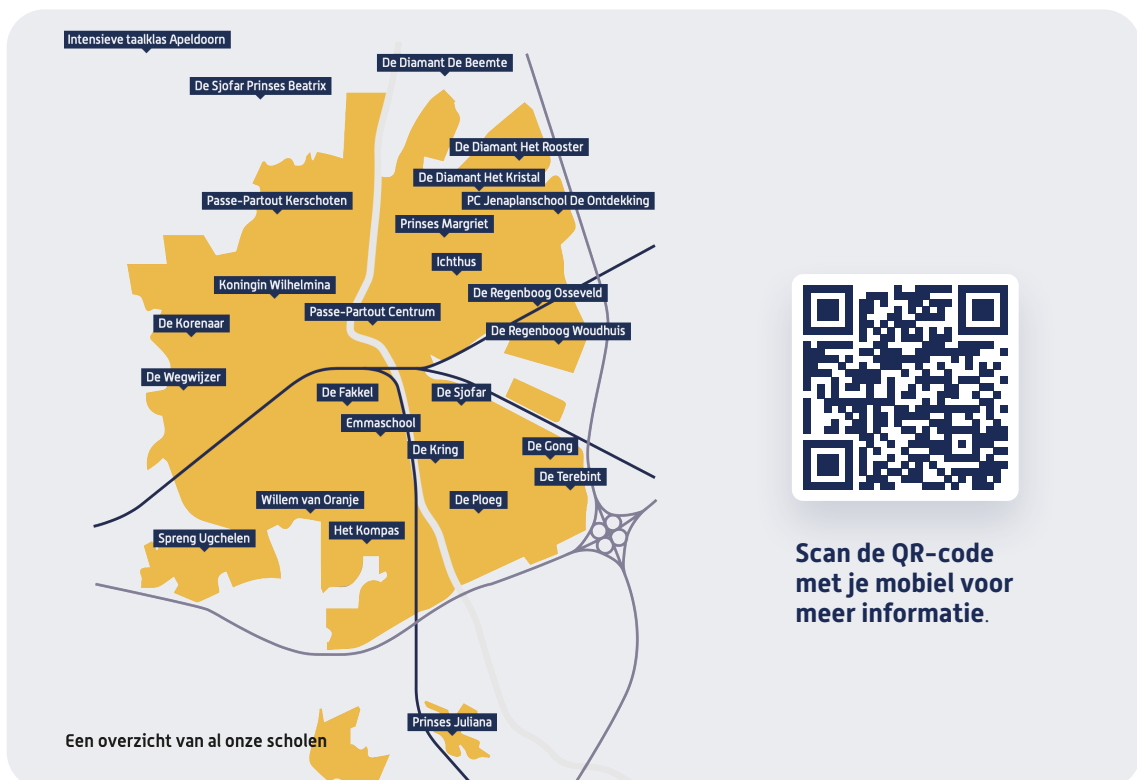 Intensieve taalklas Apeldoorn
De Diamant De Beemte
De Sjofar Prinses Beatrix
De Diamant Het Rooster
De Diamant Het Kristal
Passe-Partout Kerschoten
PC Jenaplanschool De Ontdekking
Prinses Margriet
Ichthus
Koningin Wilhelmina
De Regenboog Osseveld
Passe-Partout Centrum
De Korenaar
De Regenboog Woudhuis
De Wegwijzer
De Fakkel
De Sjofar
Emmaschool
De Kring
De Gong
De Terebint
Willem van Oranje
De Ploeg
Het Kompas
Spreng Ugchelen
Prinses Juliana
Een overzicht van al onze scholen
Scan de QR-code
met je mobiel voor
meer informatie.